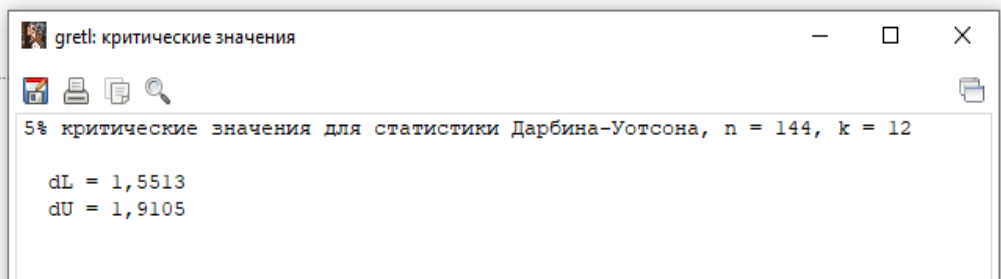 gretl: критические значения
5% критические значения для статистики Дарбина-Уотсона, n = 144, k = 12
dL = 1,5513
dU = 1,9105